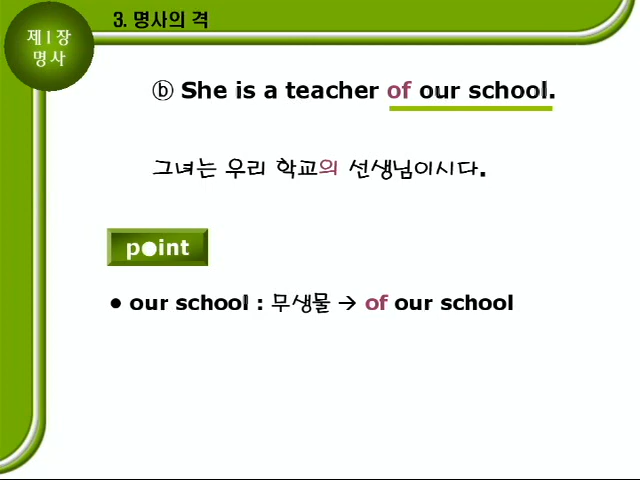 3. 명사의 격
제1장
명사
ⓑ She is a teacher of our school.
그녀는 우리 학교의 선생님이시다.
point
● our school : 무생물 → of our school